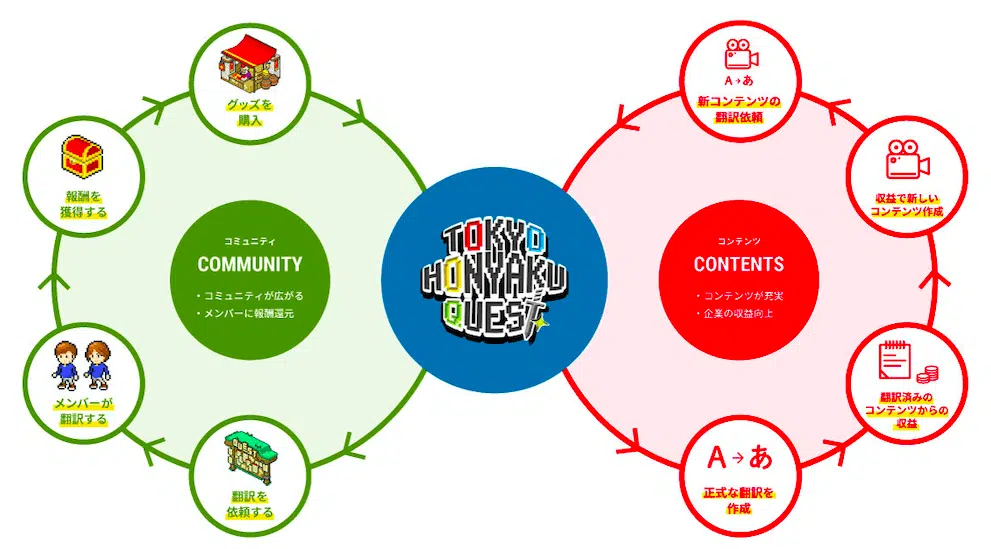 グッズを
購入
報酬を
獲得する
コミュニティ
COMMUNITY
・コミュニティが広がる
・メンバーに報酬還元
メンバーが
翻訳する
翻訳を
依頼する
TOKYO
HONYAKU
QUEST
A→あ
新コンテンツの
翻訳依頼
収益で新しい
コンテンツ作成
コンテンツ
CONTENTS
・コンテンツが充実
・企業の収益向上
翻訳済みの
コンテンツからの
収益
A→あ
正式な翻訳を
作成